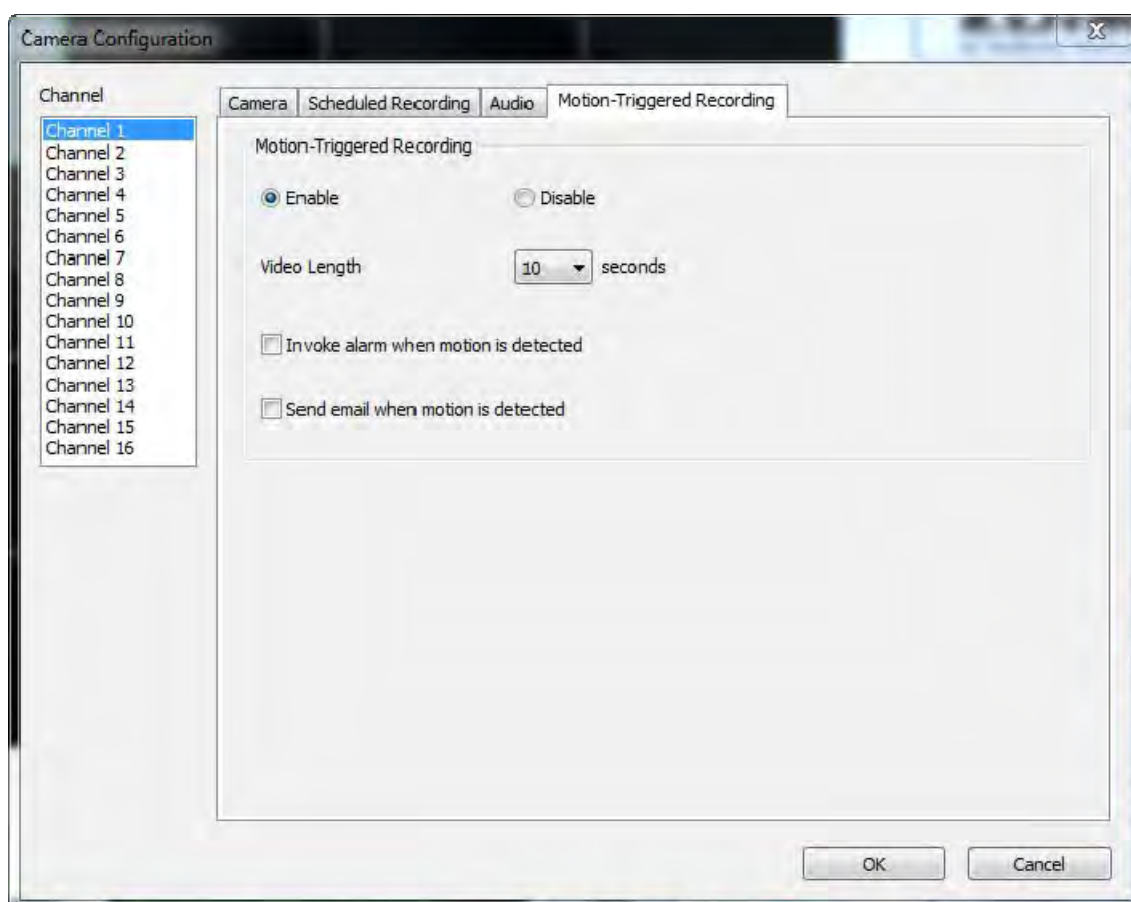 Camera Configuration
Channel
Channel 1
Channel 2
Channel 3
Channel 4
Channel 5
Channel 6
Channel 7
Channel 8
Channel 9
Channel 10
Channel 11
Channel 12
Channel 13
Channel 14
Channel 15
Channel 16
Camera Scheduled Recording Audio Motion-Triggered Recording
Motion-Triggered Recording
Enable Disable
Video Length 10 seconds
Invoke alarm when motion is detected
Send email when motion is detected
OK Cancel